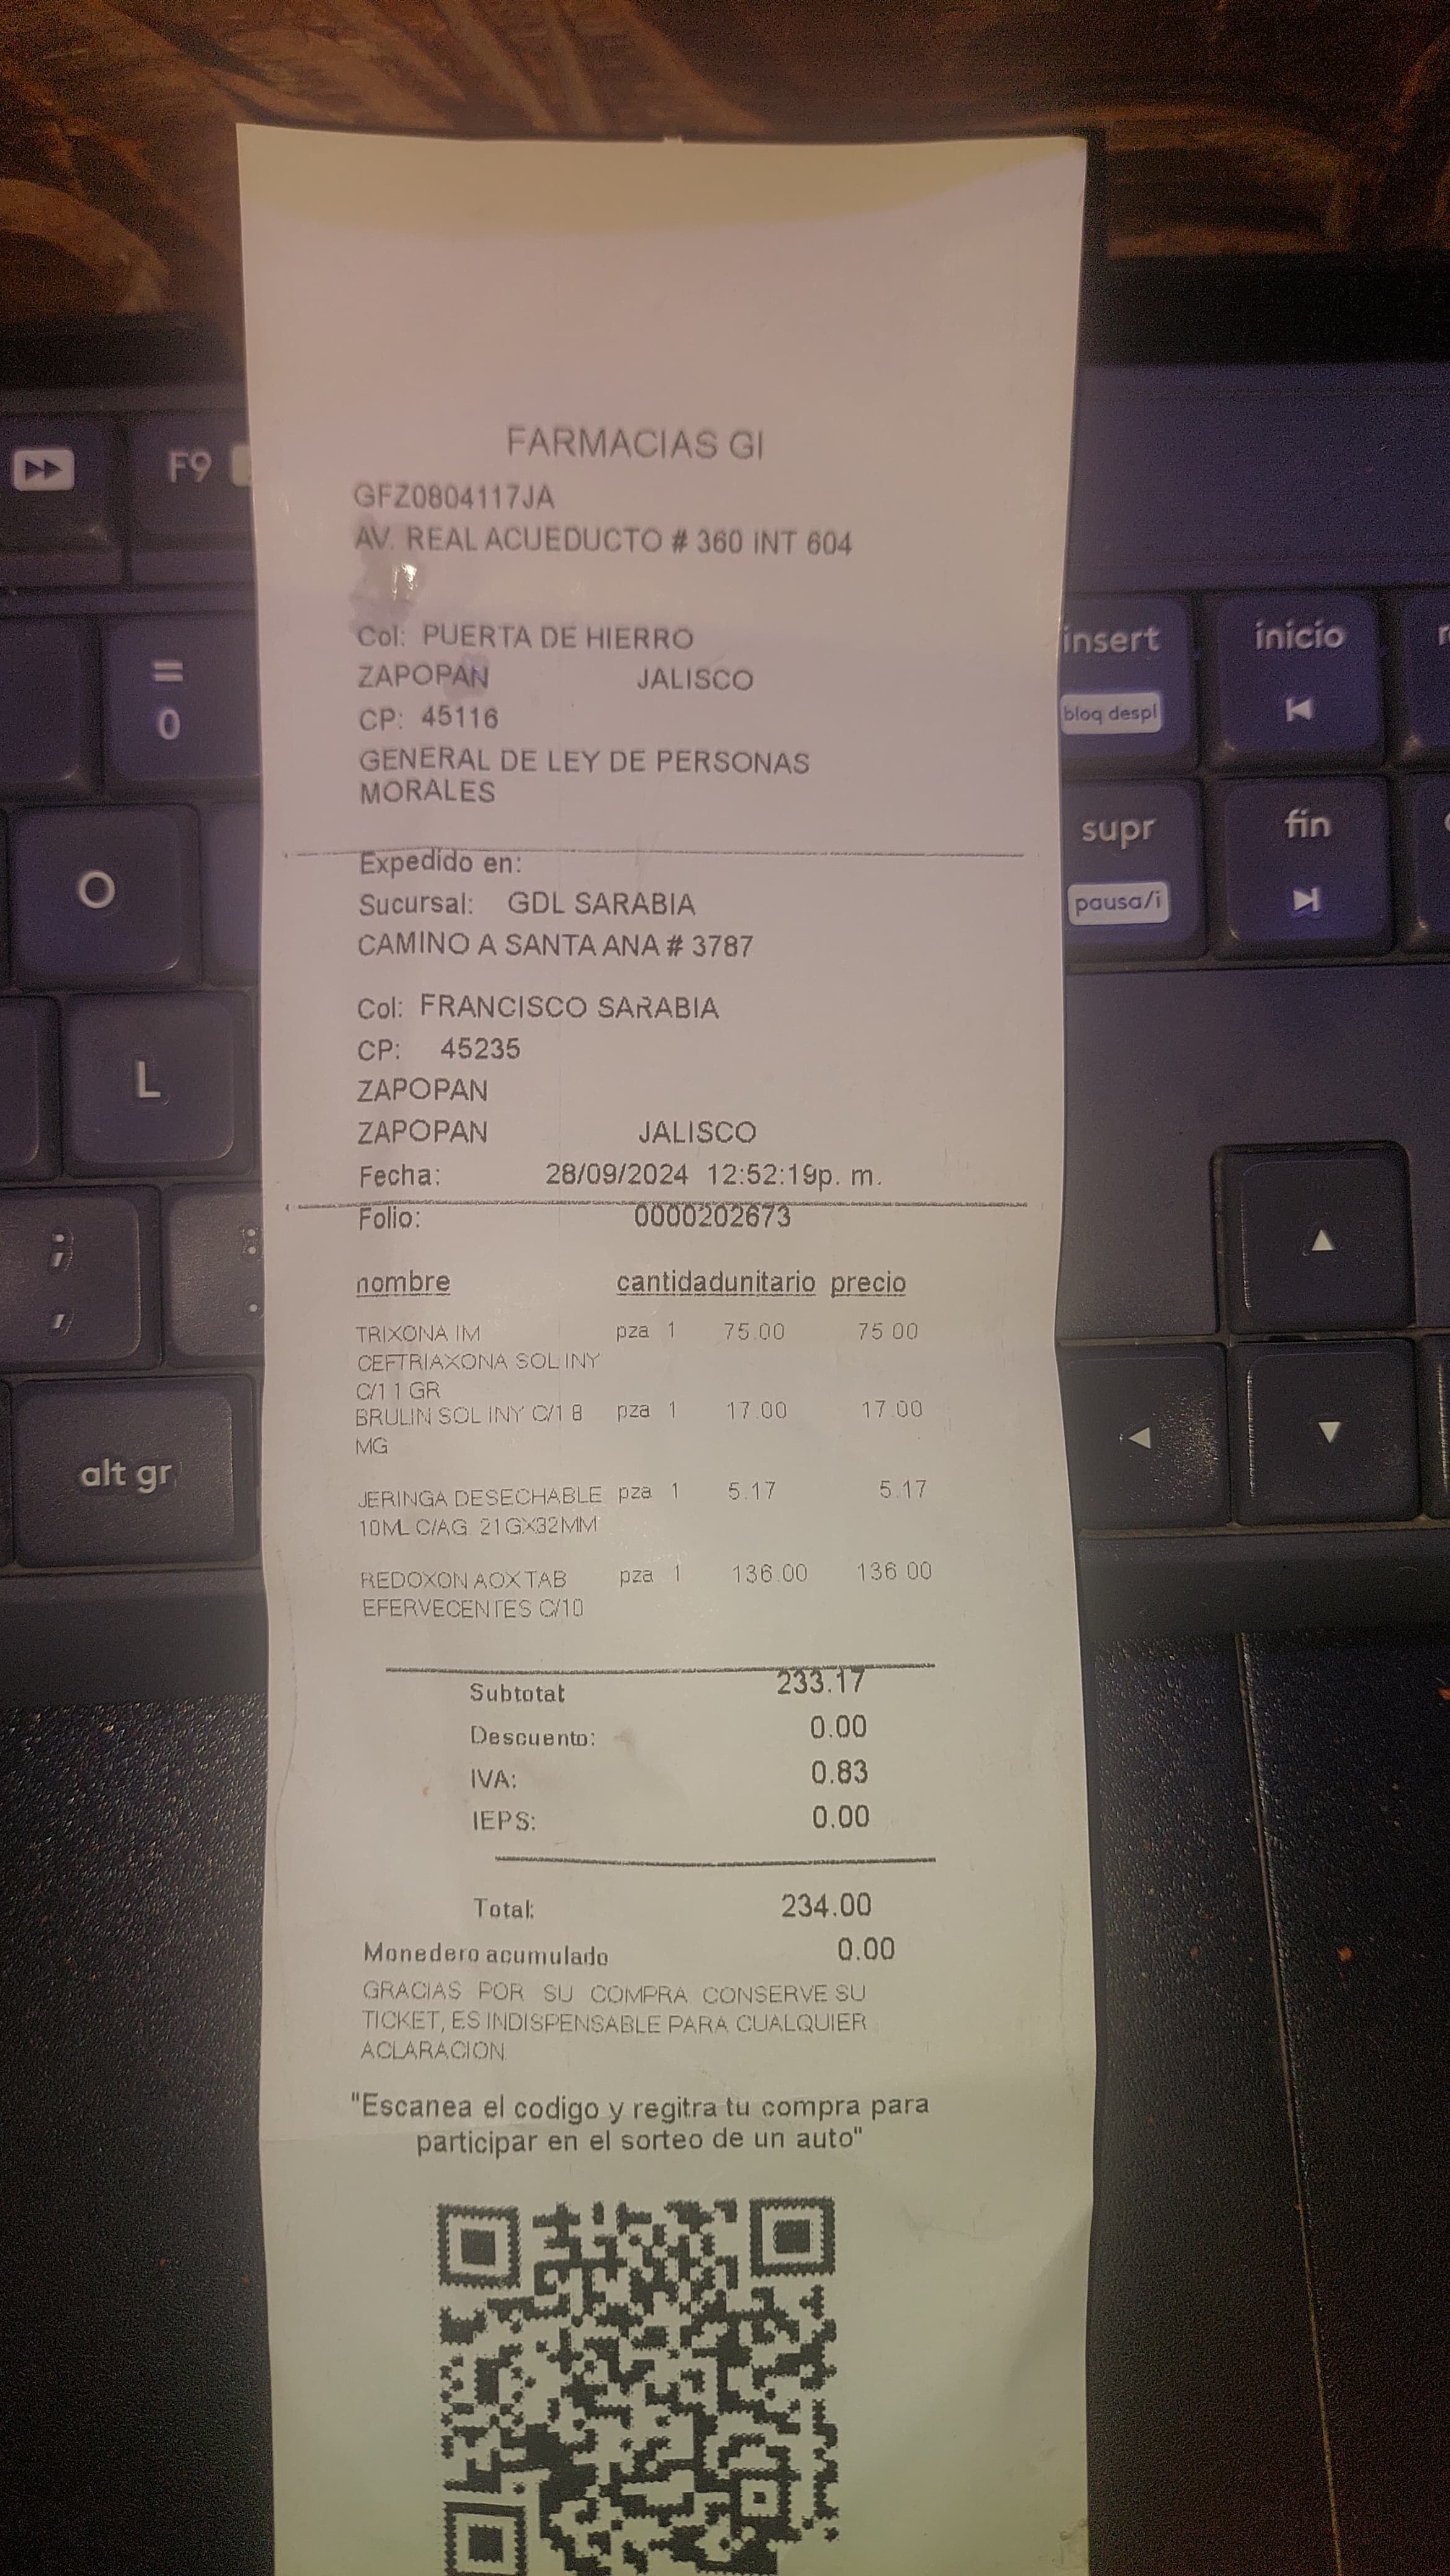 FARMACIAS GI
GFZ0804117JA
AV. REAL ACUEDUCTO # 360 INT 604
Col: PUERTA DE HIERRO
ZAPOPAN JALISCO
CP: 45116
GENERAL DE LEY DE PERSONAS
MORALES
Expedido en:
Sucursal: GDL SARABIA
CAMINO A SANTA ANA # 3787
Col: FRANCISCO SARABIA
CP: 45235
ZAPOPAN
ZAPOPAN JALISCO
Fecha: 28/09/2024 12:52:19p. m.
Folio: 0000202673
nombre cantidadunitario precio
TRIXONA IM pza 1 75.00 75.00
CEFTRIAXONA SOL INY
C/1 1 GR
BRULIN SOL INY C/1 8 pza 1 17.00 17.00
MG
JERINGA DESECHABLE pza 1 5.17 5.17
10ML C/AG. 21GX32MM
REDOXON AOX TAB pza 1 136.00 136.00
EFERVECENTES C/10
Subtotal: 233.17
Descuento: 0.00
IVA: 0.83
IEPS: 0.00
Total: 234.00
Monedero acumulado 0.00
GRACIAS POR SU COMPRA CONSERVE SU
TICKET, ES INDISPENSABLE PARA CUALQUIER
ACLARACION
"Escanea el codigo y regitra tu compra para
participar en el sorteo de un auto"
F9
=
0
O
L
;
,
:
.
alt gr
insert
bloq despl
inicio
supr
pausa/i
fin